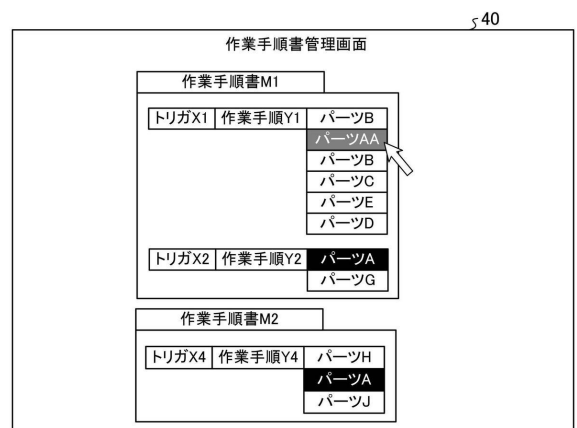 40
作業手順書管理画面
作業手順書M1
トリガX1 作業手順Y1 パーツB
パーツAA
パーツB
パーツC
パーツE
パーツD
トリガX2 作業手順Y2 パーツA
パーツG
作業手順書M2
トリガX4 作業手順Y4 パーツH
パーツA
パーツJ